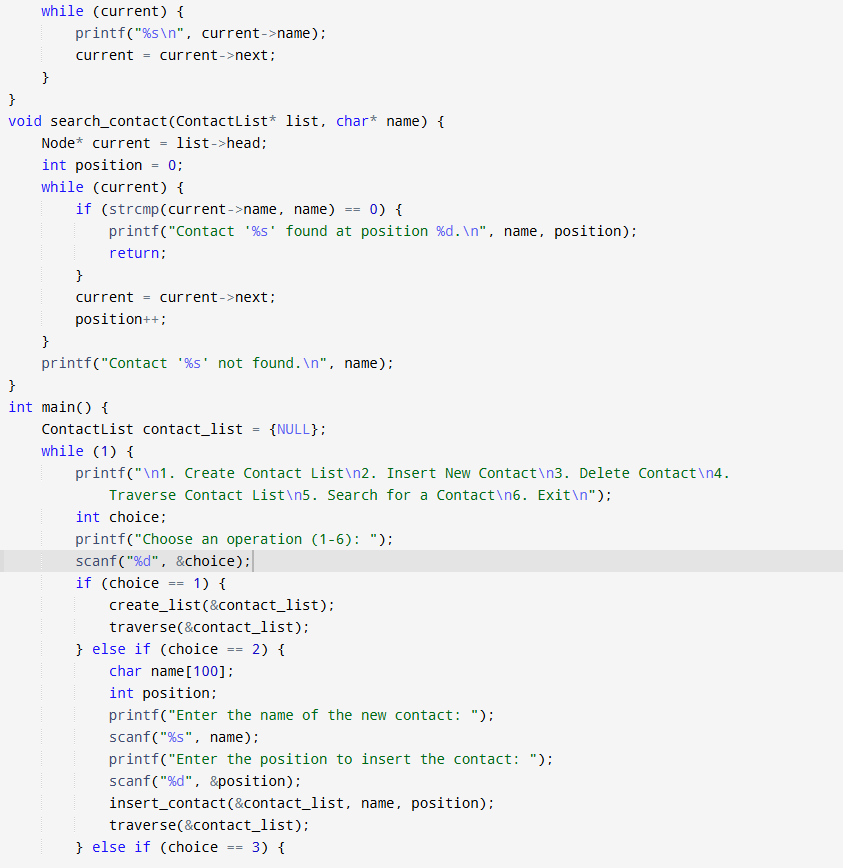 while (current) {
printf("%s\n", current->name);
current = current->next;
}
}
void search_contact(ContactList* list, char* name) {
Node* current = list->head;
int position = 0;
while (current) {
if (strcmp(current->name, name) == 0) {
printf("Contact '%s' found at position %d.\n", name, position);
return;
}
current = current->next;
position++;
}
printf("Contact '%s' not found.\n", name);
}
int main() {
ContactList contact_list = {NULL};
while (1) {
printf("\n1. Create Contact List\n2. Insert New Contact\n3. Delete Contact\n4.
Traverse Contact List\n5. Search for a Contact\n6. Exit\n");
int choice;
printf("Choose an operation (1-6): ");
scanf("%d", &choice);
if (choice == 1) {
create_list(&contact_list);
traverse(&contact_list);
} else if (choice == 2) {
char name[100];
int position;
printf("Enter the name of the new contact: ");
scanf("%s", name);
printf("Enter the position to insert the contact: ");
scanf("%d", &position);
insert_contact(&contact_list, name, position);
traverse(&contact_list);
} else if (choice == 3) {